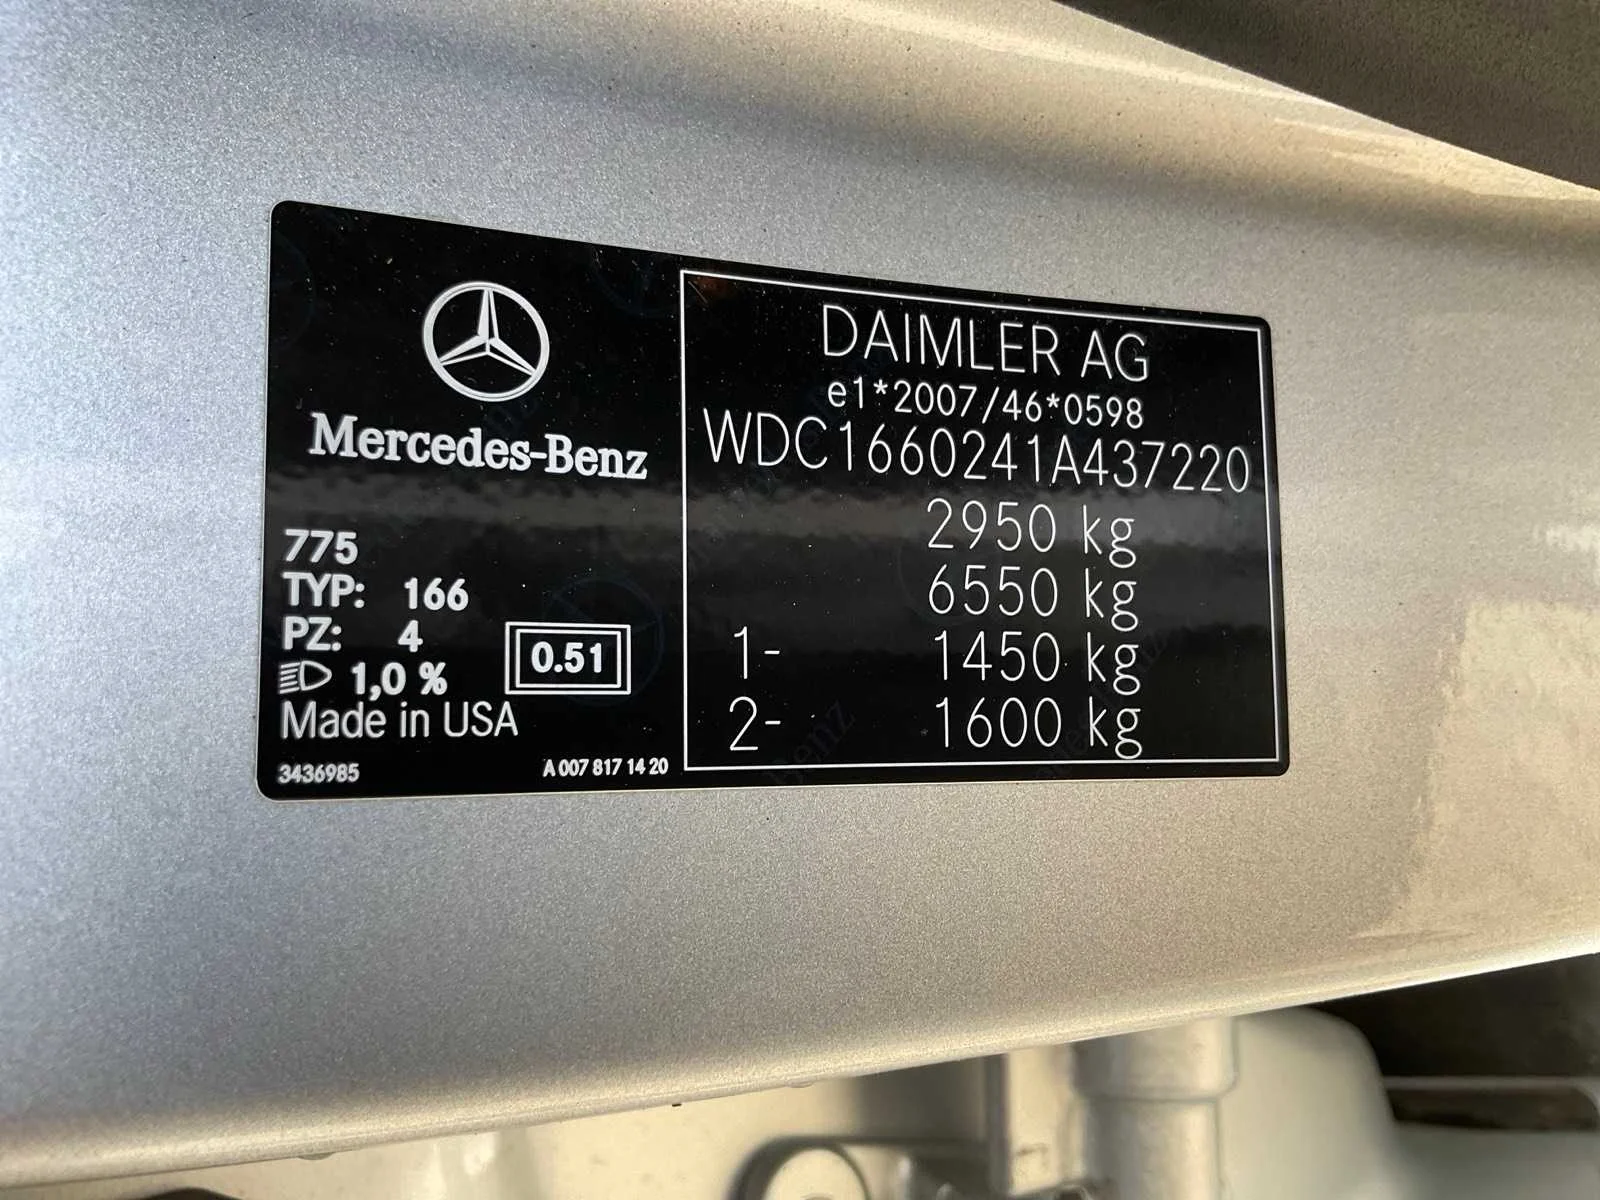 Mercedes-Benz
775
TYP: 166
PZ: 4
1,0 %
0.51
Made in USA
3436985
A 007 817 14 20
DAIMLER AG
e1*2007/46*0598
WDC1660241A437220
2950 kg
6550 kg
1- 1450 kg
2- 1600 kg